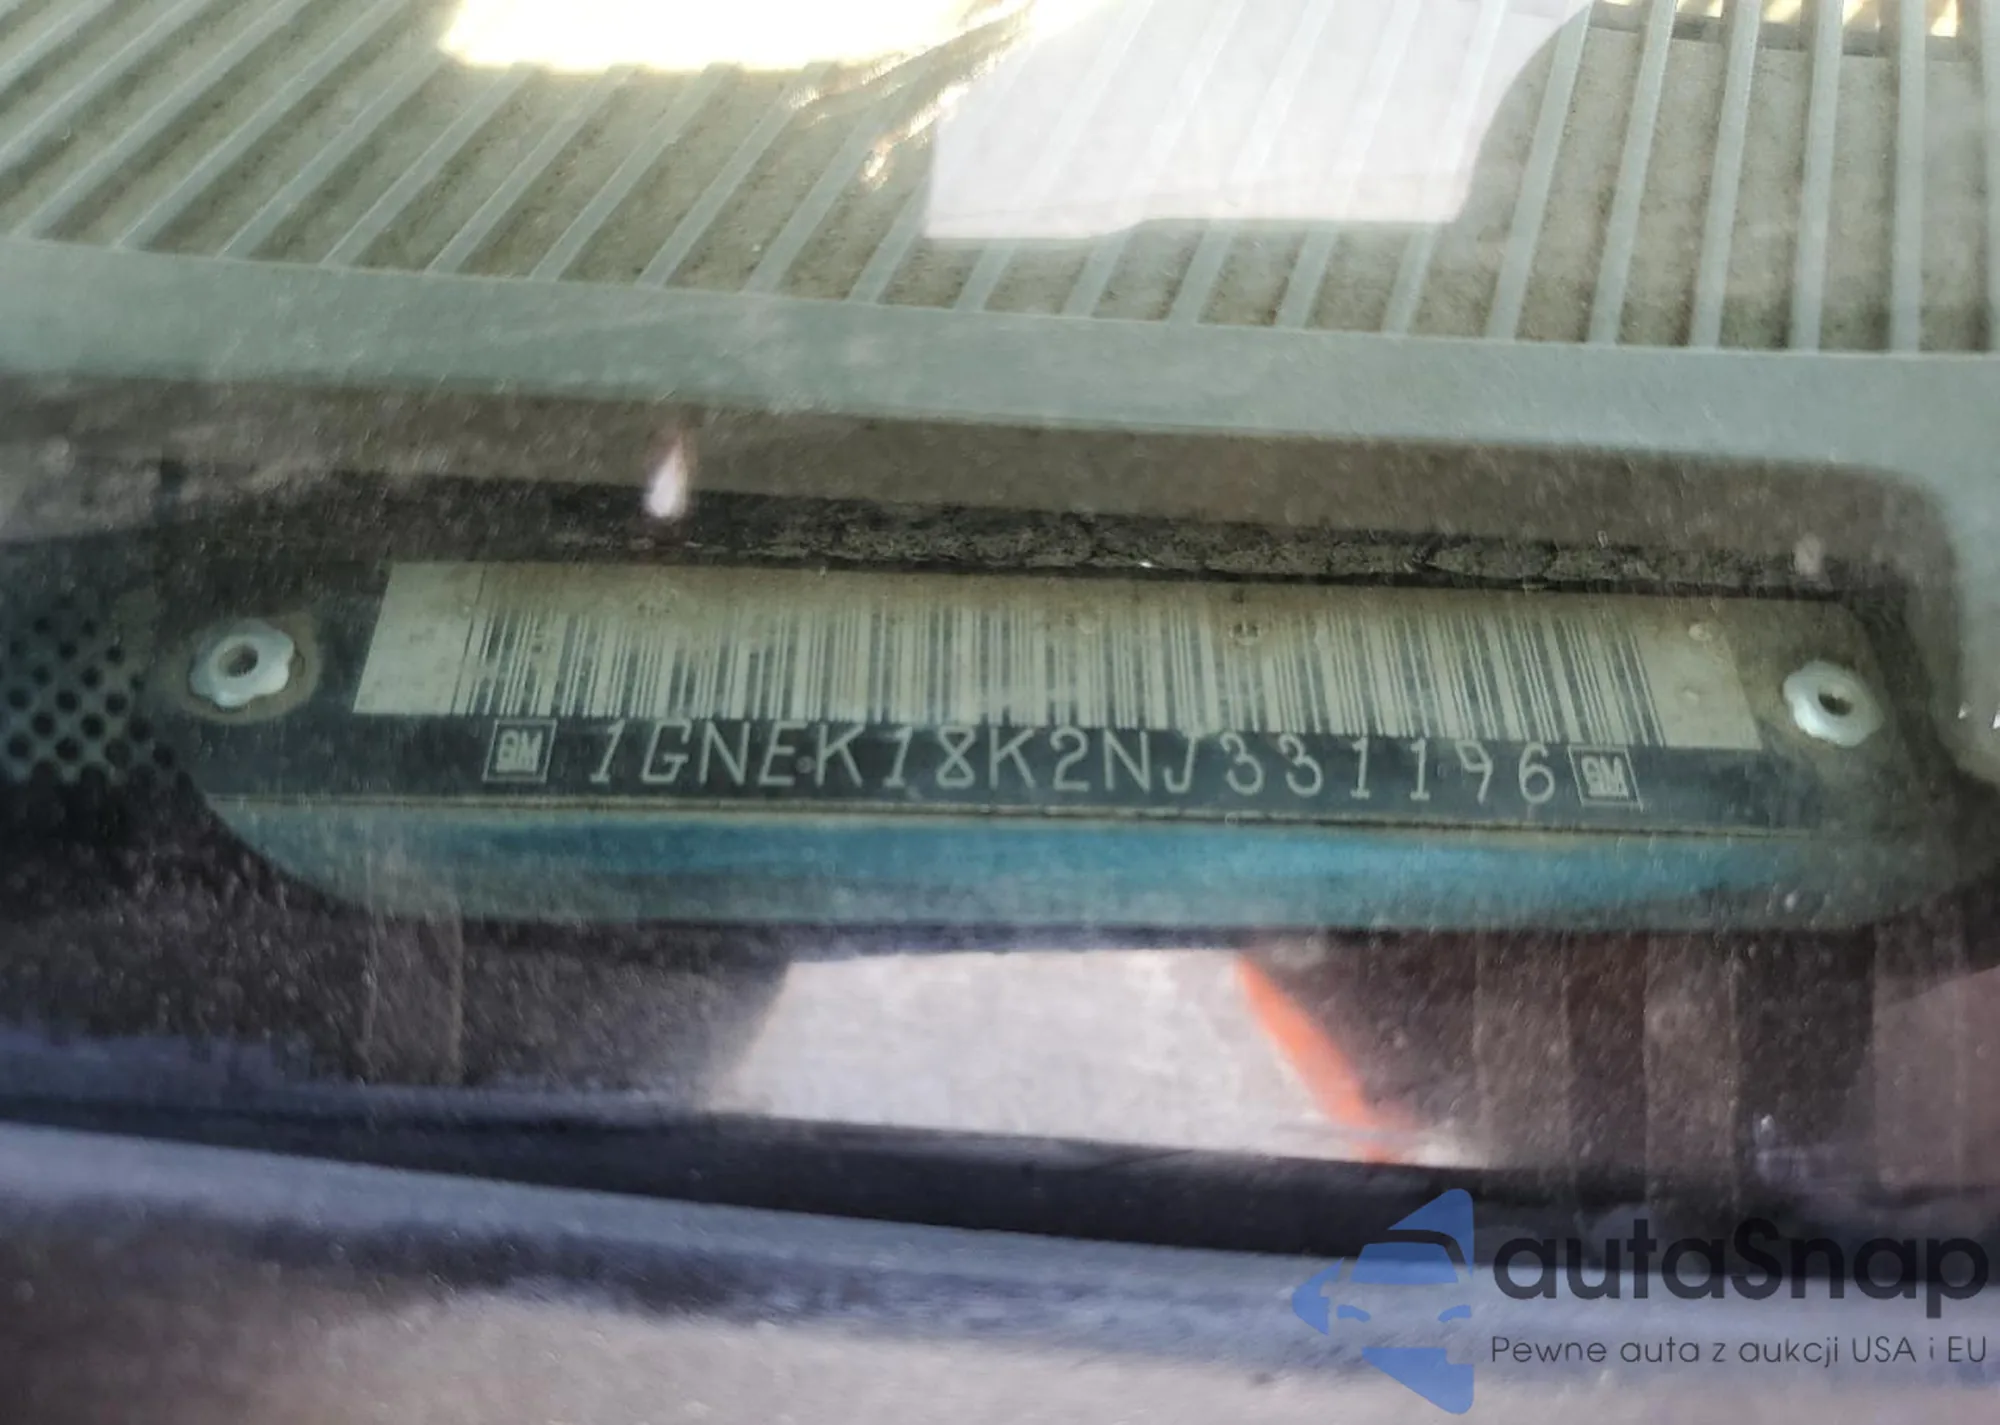 GM 1GNEK18K2NJ331196 GM
autaSnap
Pewne auta z aukcji USA i EU